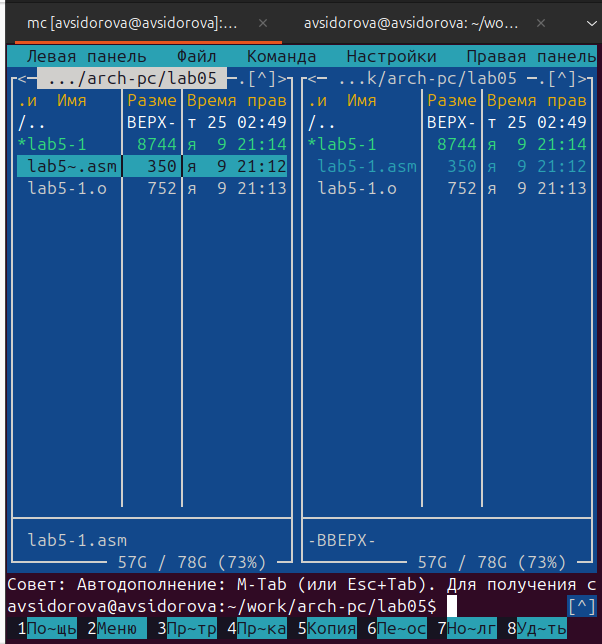 mc [avsidorova@avsidorova]:... × avsidorova@avsidorova: ~/wo... ×
Левая панель Файл Команда Настройки Правая панель
<─ .../arch-pc/lab05 ─.[^]>┐┌<─ ...k/arch-pc/lab05 ─.[^]>
.и Имя Разме Время прав .и Имя Разме Время прав
/.. ВЕРХ- т 25 02:49 /.. ВЕРХ- т 25 02:49
*lab5-1 8744 я 9 21:14 *lab5-1 8744 я 9 21:14
lab5~.asm 350 я 9 21:12 lab5-1.asm 350 я 9 21:12
lab5-1.o 752 я 9 21:13 lab5-1.o 752 я 9 21:13
lab5-1.asm -ВВЕРХ-
57G / 78G (73%) 57G / 78G (73%)
Совет: Автодополнение: M-Tab (или Esc+Tab). Для получения с
avsidorova@avsidorova:~/work/arch-pc/lab05$ [^]
1По~щь 2Меню 3Пр~тр 4Пр~ка 5Копия 6Пе~ос 7Но~лг 8Уд~ть